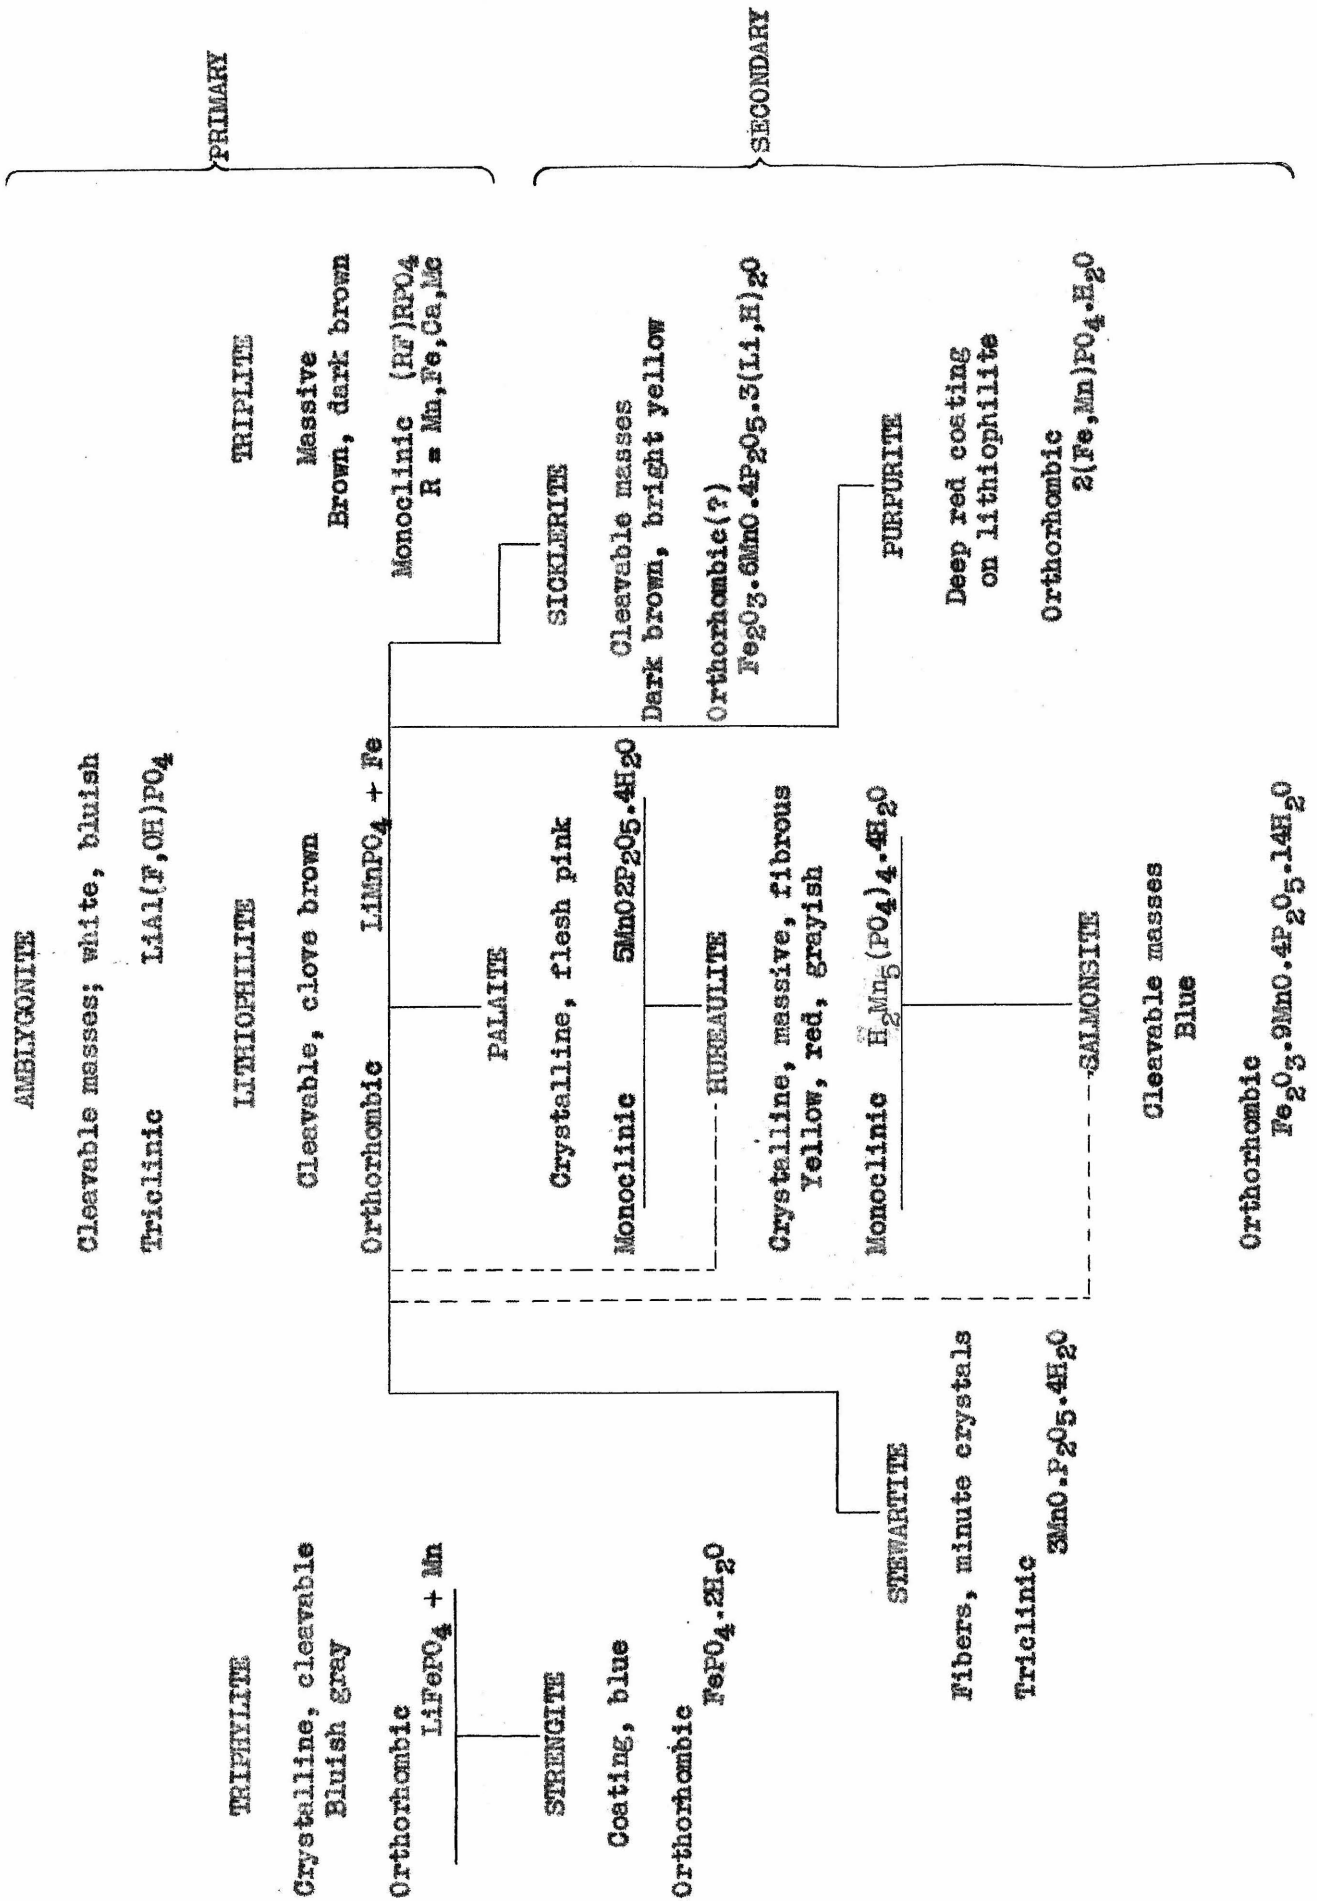 AMBLYGONITE
Cleavable masses; white, bluish
Triclinic LiAl(F,OH)PO4
PRIMARY
TRIPHYLITE
Crystalline, cleavable
Bluish gray
Orthorhombic
LiFePO4 + Mn
LITHIOPHILITE
Cleavable, clove brown
Orthorhombic LiMnPO4 + Fe
TRIPLITE
Massive
Brown, dark brown
Monoclinic (RF)RPO4
R = Mn,Fe,Ca,Mg
STRENGITE
Coating, blue
Orthorhombic
FePO4.2H2O
PALAITE
Crystalline, flesh pink
Monoclinic 5MnO2P2O5.4H2O
SICKLERITE
Cleavable masses
Dark brown, bright yellow
Orthorhombic(?)
Fe2O3.6MnO.4P2O5.3(Li,H)2O
SECONDARY
HUREAULITE
Crystalline, massive, fibrous
Yellow, red, grayish
Monoclinic H2Mn5(PO4)4.4H2O
STEWARTITE
Fibers, minute crystals
Triclinic
3MnO.P2O5.4H2O
PURPURITE
Deep red coating
on lithiophilite
Orthorhombic
2(Fe,Mn)PO4.H2O
SALMONSITE
Cleavable masses
Blue
Orthorhombic
Fe2O3.9MnO.4P2O5.14H2O